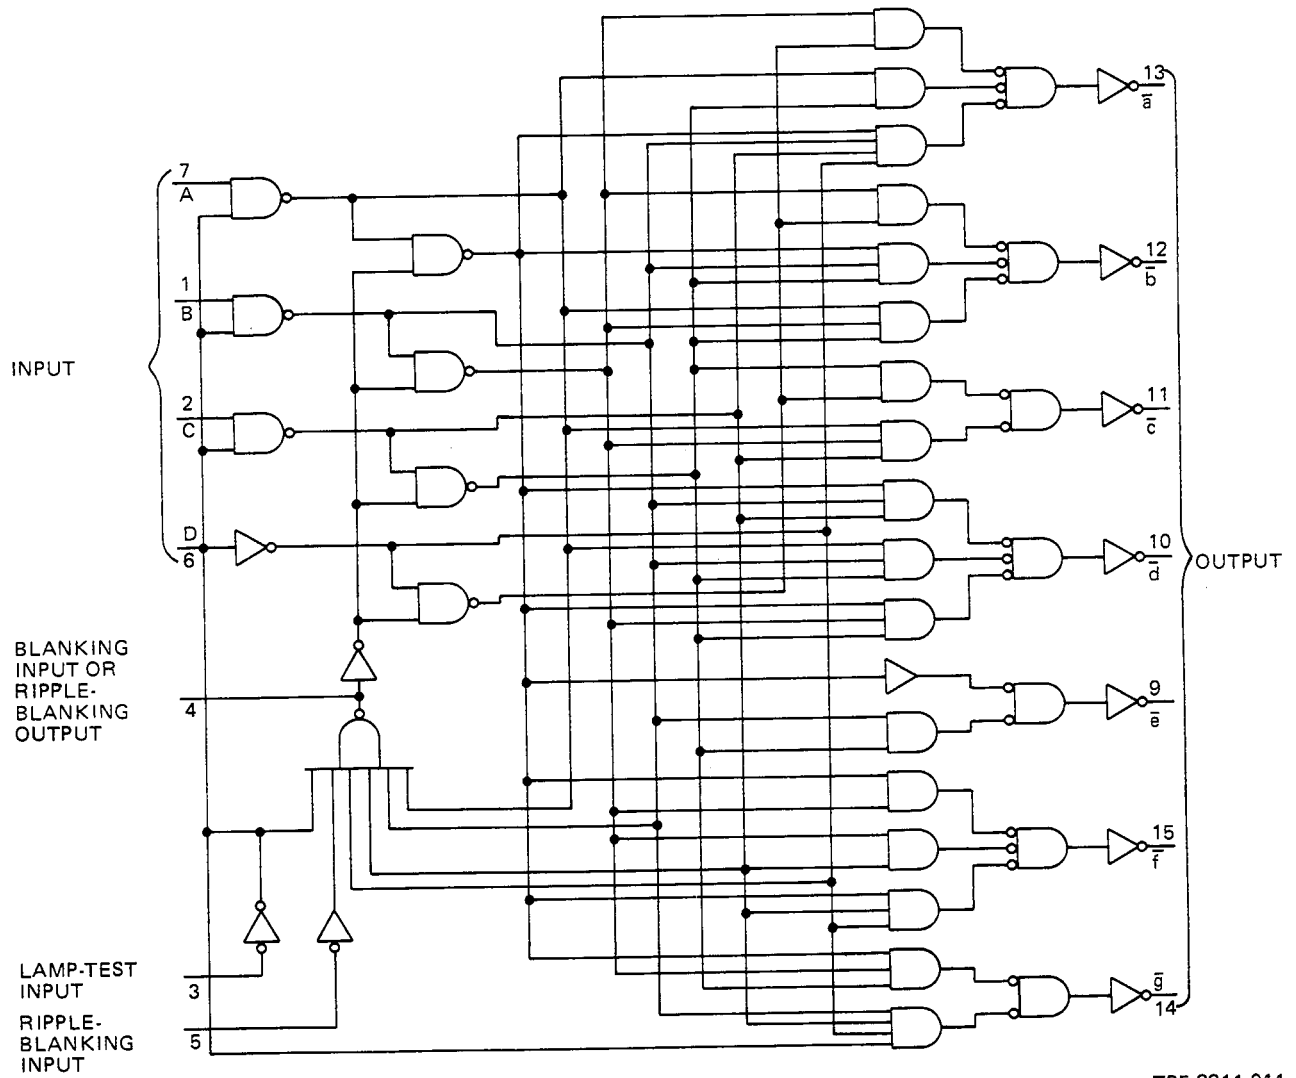 7
A
1
B
INPUT
2
C
D
6
BLANKING
INPUT OR
RIPPLE-
BLANKING
OUTPUT
4
LAMP-TEST
INPUT
3
RIPPLE-
BLANKING
INPUT
5
13
a̅
12
b̅
11
c̅
10
d̅
OUTPUT
9
e̅
15
f̅
g̅
14